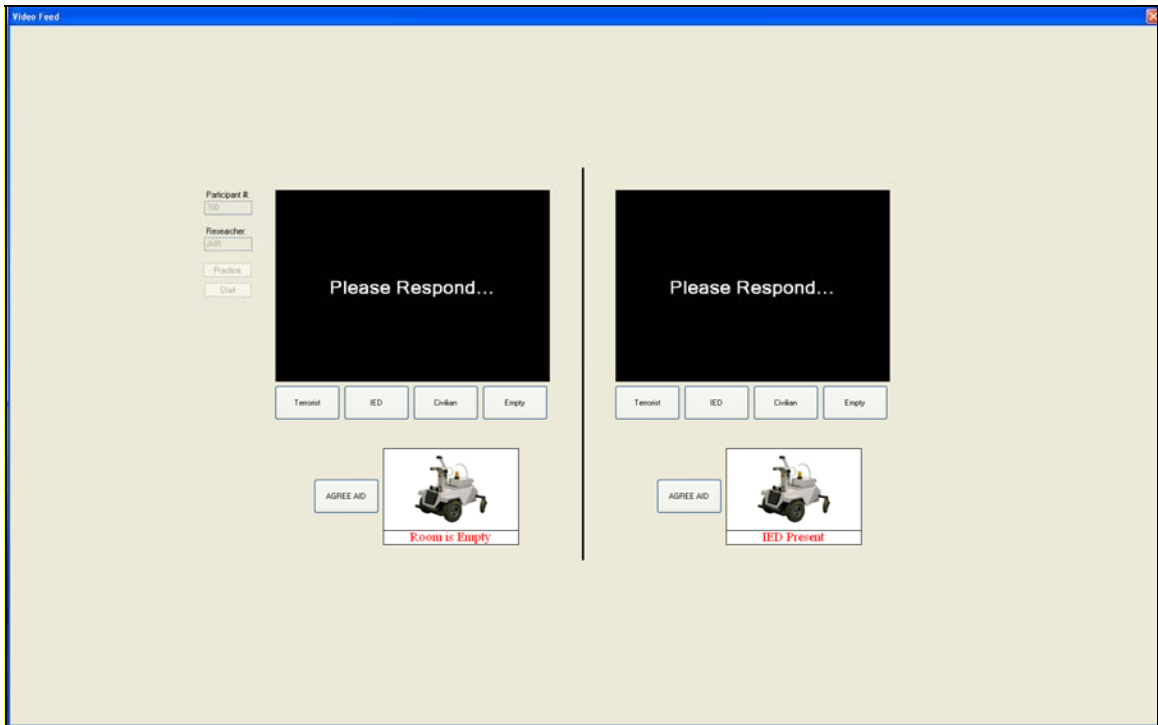 Video Feed
Participant #:
700
Researcher:
Practice
Start
Please Respond...
Terrorist IED Civilian Empty
AGREE AID
Room is Empty
Please Respond...
Terrorist IED Civilian Empty
AGREE AID
IED Present